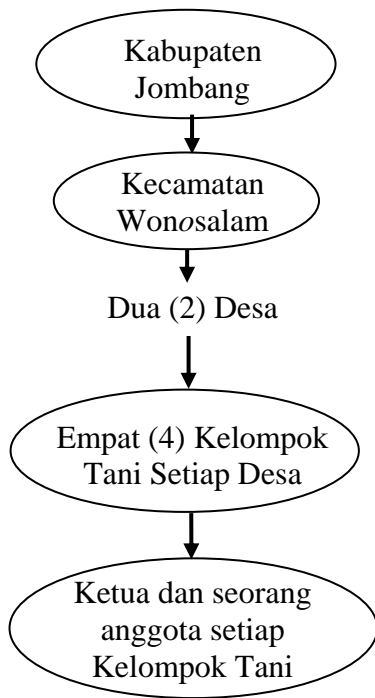 Kabupaten
Jombang
Kecamatan
Wonosalam
Dua (2) Desa
Empat (4) Kelompok
Tani Setiap Desa
Ketua dan seorang
anggota setiap
Kelompok Tani